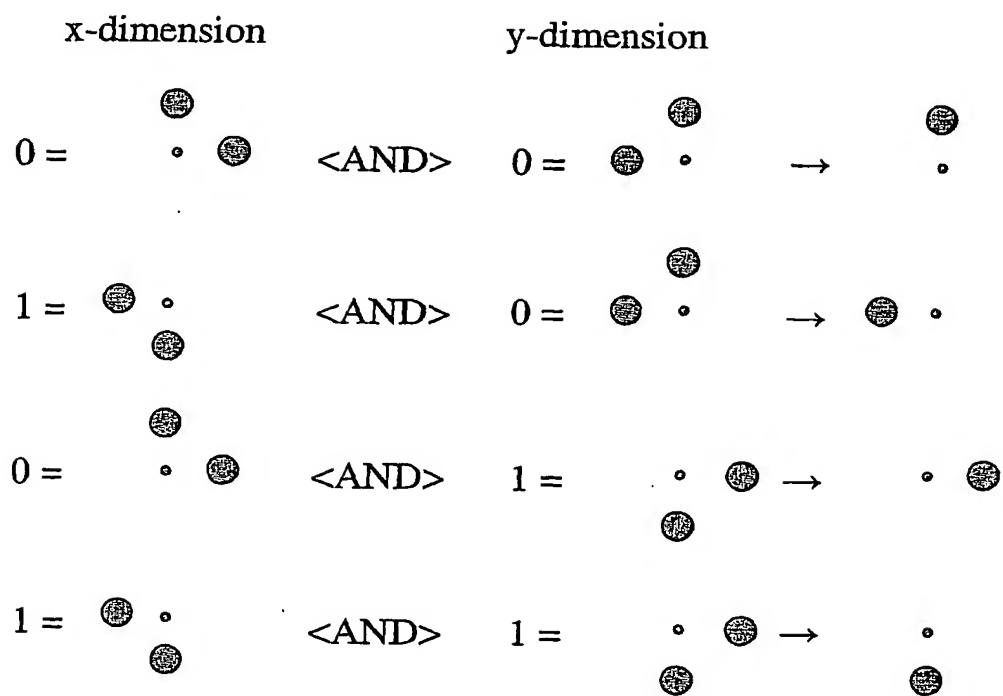 x-dimension y-dimension
0 = <AND> 0 = →
1 = <AND> 0 = →
0 = <AND> 1 = →
1 = <AND> 1 = →